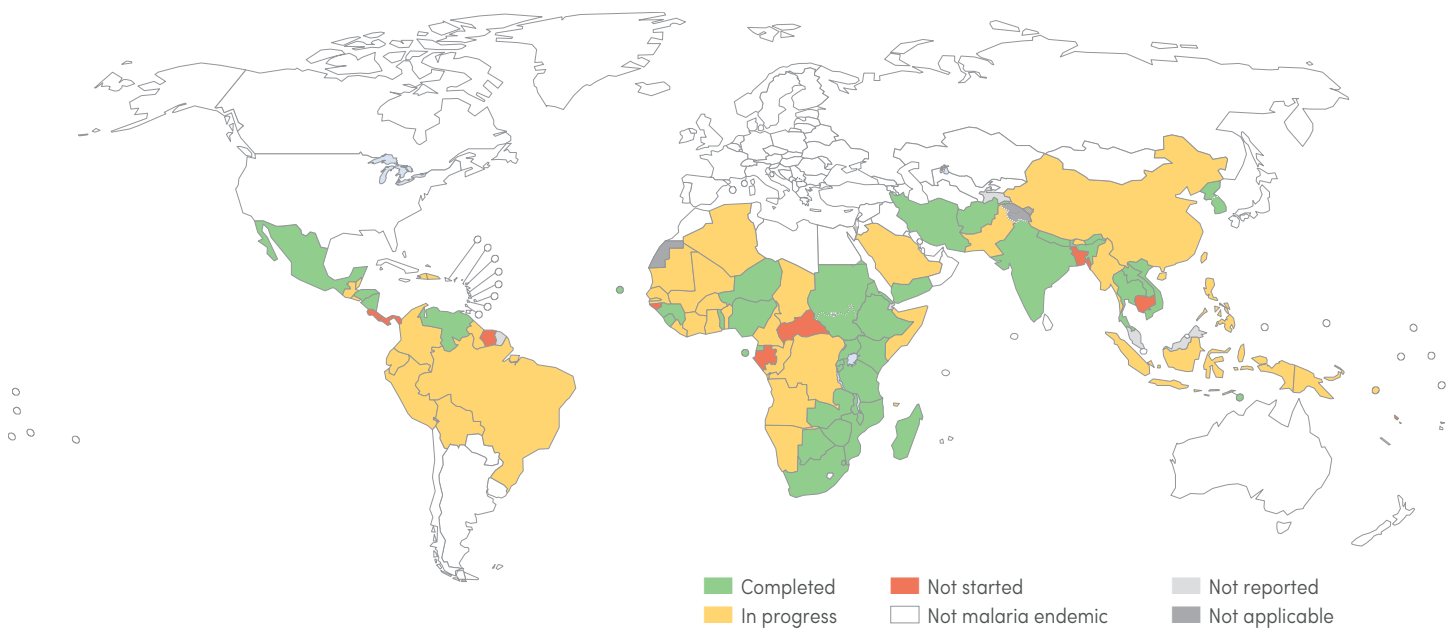 Completed
Not started
Not reported
In progress
Not malaria endemic
Not applicable